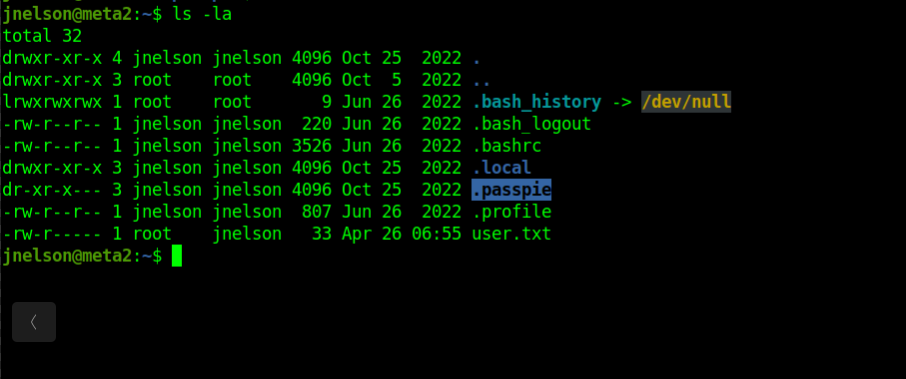 jnelson@meta2:~$ ls -la
total 32
drwxr-xr-x 4 jnelson jnelson 4096 Oct 25  2022 .
drwxr-xr-x 3 root    root    4096 Oct  5  2022 ..
lrwxrwxrwx 1 root    root       9 Jun 26  2022 .bash_history -> /dev/null
-rw-r--r-- 1 jnelson jnelson  220 Jun 26  2022 .bash_logout
-rw-r--r-- 1 jnelson jnelson 3526 Jun 26  2022 .bashrc
drwxr-xr-x 3 jnelson jnelson 4096 Oct 25  2022 .local
dr-xr-x--- 3 jnelson jnelson 4096 Oct 25  2022 .passpie
-rw-r--r-- 1 jnelson jnelson  807 Jun 26  2022 .profile
-rw-r----- 1 root    jnelson   33 Apr 26 06:55 user.txt
jnelson@meta2:~$